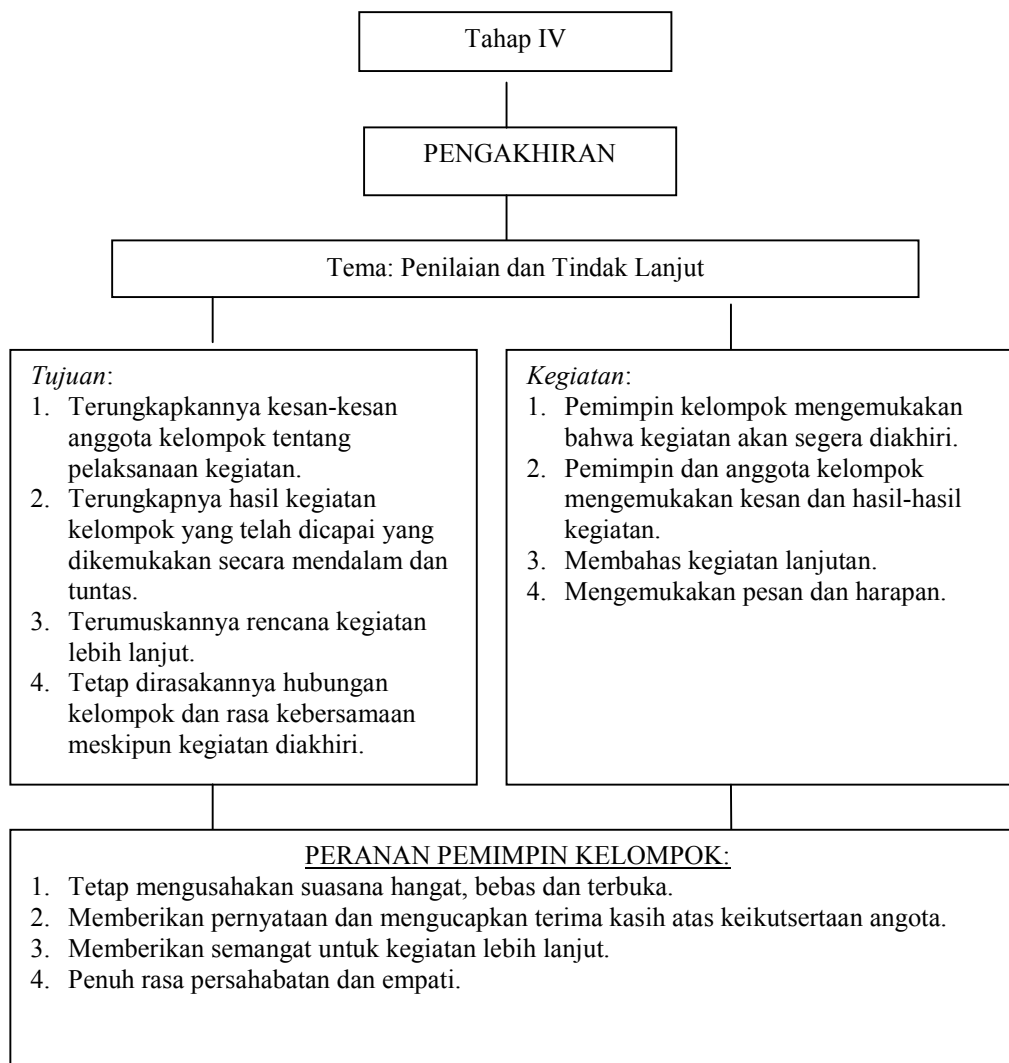 Tahap IV
PENGAKHIRAN
Tema: Penilaian dan Tindak Lanjut
Tujuan:
1. Terungkapkannya kesan-kesan
anggota kelompok tentang
pelaksanaan kegiatan.
2. Terungkapnya hasil kegiatan
kelompok yang telah dicapai yang
dikemukakan secara mendalam dan
tuntas.
3. Terumuskannya rencana kegiatan
lebih lanjut.
4. Tetap dirasakannya hubungan
kelompok dan rasa kebersamaan
meskipun kegiatan diakhiri.
Kegiatan:
1. Pemimpin kelompok mengemukakan
bahwa kegiatan akan segera diakhiri.
2. Pemimpin dan anggota kelompok
mengemukakan kesan dan hasil-hasil
kegiatan.
3. Membahas kegiatan lanjutan.
4. Mengemukakan pesan dan harapan.
PERANAN PEMIMPIN KELOMPOK:
1. Tetap mengusahakan suasana hangat, bebas dan terbuka.
2. Memberikan pernyataan dan mengucapkan terima kasih atas keikutsertaan angota.
3. Memberikan semangat untuk kegiatan lebih lanjut.
4. Penuh rasa persahabatan dan empati.